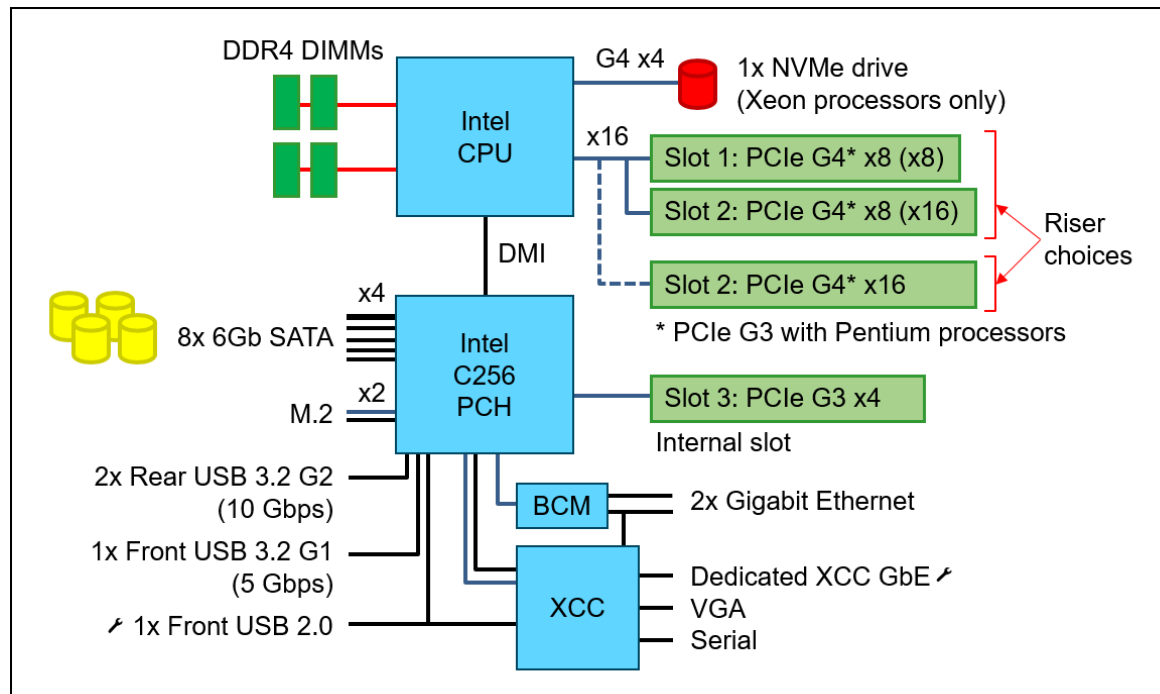 DDR4 DIMMs
G4 x4
1x NVMe drive
(Xeon processors only)
Intel
CPU
x16
Slot 1: PCIe G4* x8 (x8)
Slot 2: PCIe G4* x8 (x16)
Riser
choices
DMI
Slot 2: PCIe G4* x16
* PCIe G3 with Pentium processors
x4
8x 6Gb SATA
Intel
C256
PCH
x2
M.2
Slot 3: PCIe G3 x4
Internal slot
2x Rear USB 3.2 G2
(10 Gbps)
BCM
2x Gigabit Ethernet
1x Front USB 3.2 G1
(5 Gbps)
XCC
Dedicated XCC GbE
VGA
Serial
1x Front USB 2.0